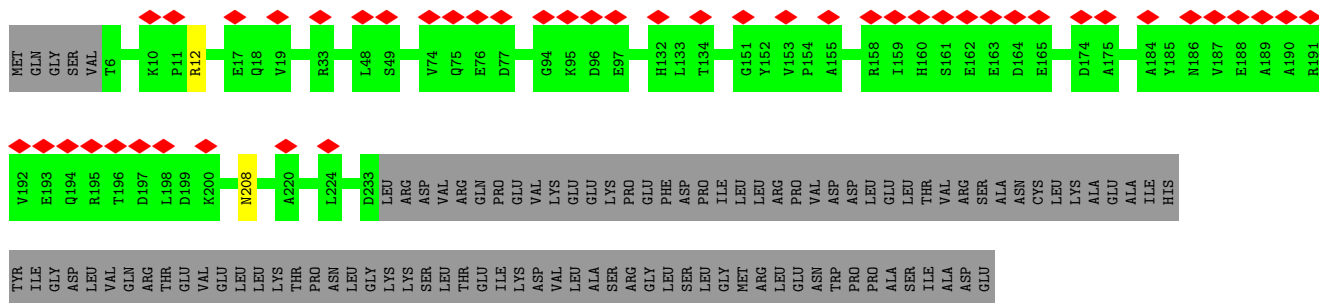 MET GLN GLY SER VAL T6 K10 P11 R12 E17 Q18 V19 R33 L48 S49 V74 Q75 E76 D77 G94 K95 D96 E97 H132 L133 T134 G151 Y152 V153 P154 A155 R158 I159 H160 S161 E162 E163 D164 E165 D174 A175 A184 Y185 N186 V187 E188 A189 A190 R191
V192 E193 Q194 R195 T196 D197 L198 D199 K200 N208 A220 L224 D233 LEU ARG ASP VAL ARG GLN PRO GLU VAL LYS GLU GLU LYS PRO GLU PHE ASP PRO ILE LEU LEU ARG PRO VAL ASP ASP LEU GLU LEU THR VAL ARG SER ALA ASN CYS LEU LYS ALA GLU ALA ILE HIS
TYR ILE GLY ASP LEU VAL GLN ARG THR GLU VAL GLU LEU LEU LYS THR PRO ASN LEU GLY LYS LYS SER LEU THR GLU ILE LYS ASP VAL LEU ALA SER ARG GLY LEU SER LEU GLY MET ARG LEU GLU ASN TRP PRO PRO ALA SER ILE ALA ASP GLU